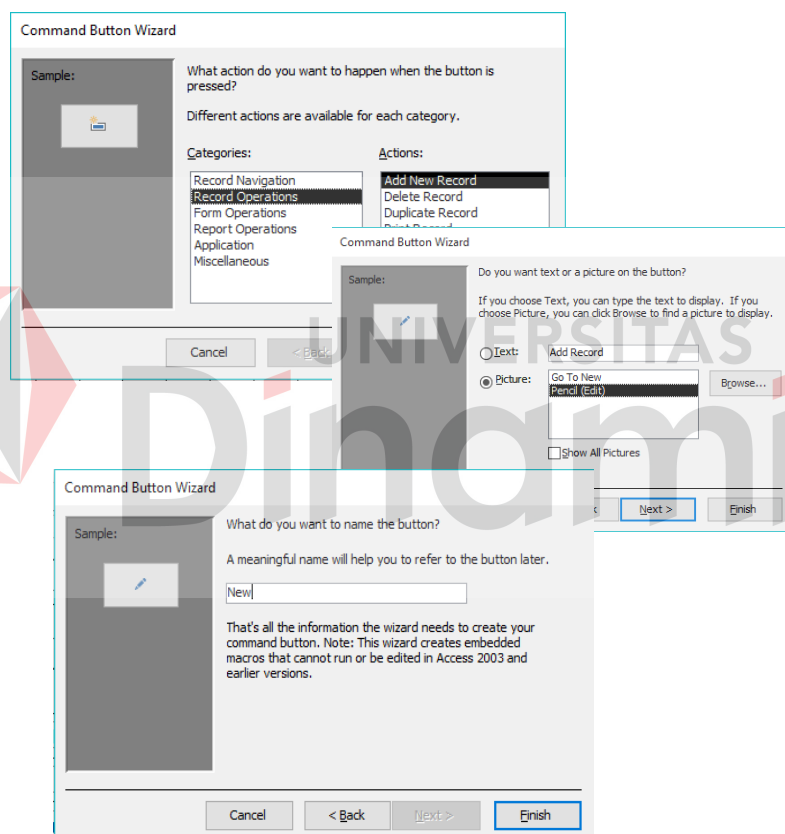 Command Button Wizard
Sample:
What action do you want to happen when the button is
pressed?
Different actions are available for each category.
Categories:
Actions:
Record Navigation
Record Operations
Form Operations
Report Operations
Application
Miscellaneous
Add New Record
Delete Record
Duplicate Record
Print Record
Cancel
< Back
Command Button Wizard
Sample:
Do you want text or a picture on the button?
If you choose Text, you can type the text to display. If you
choose Picture, you can click Browse to find a picture to display.
Text:
Add Record
Picture:
Go To New
Pencil (Edit)
Browse...
Show All Pictures
Next >
Finish
UNIVERSITAS
Dinami
Command Button Wizard
Sample:
What do you want to name the button?
A meaningful name will help you to refer to the button later.
New
That's all the information the wizard needs to create your
command button. Note: This wizard creates embedded
macros that cannot run or be edited in Access 2003 and
earlier versions.
Cancel
< Back
Next >
Finish